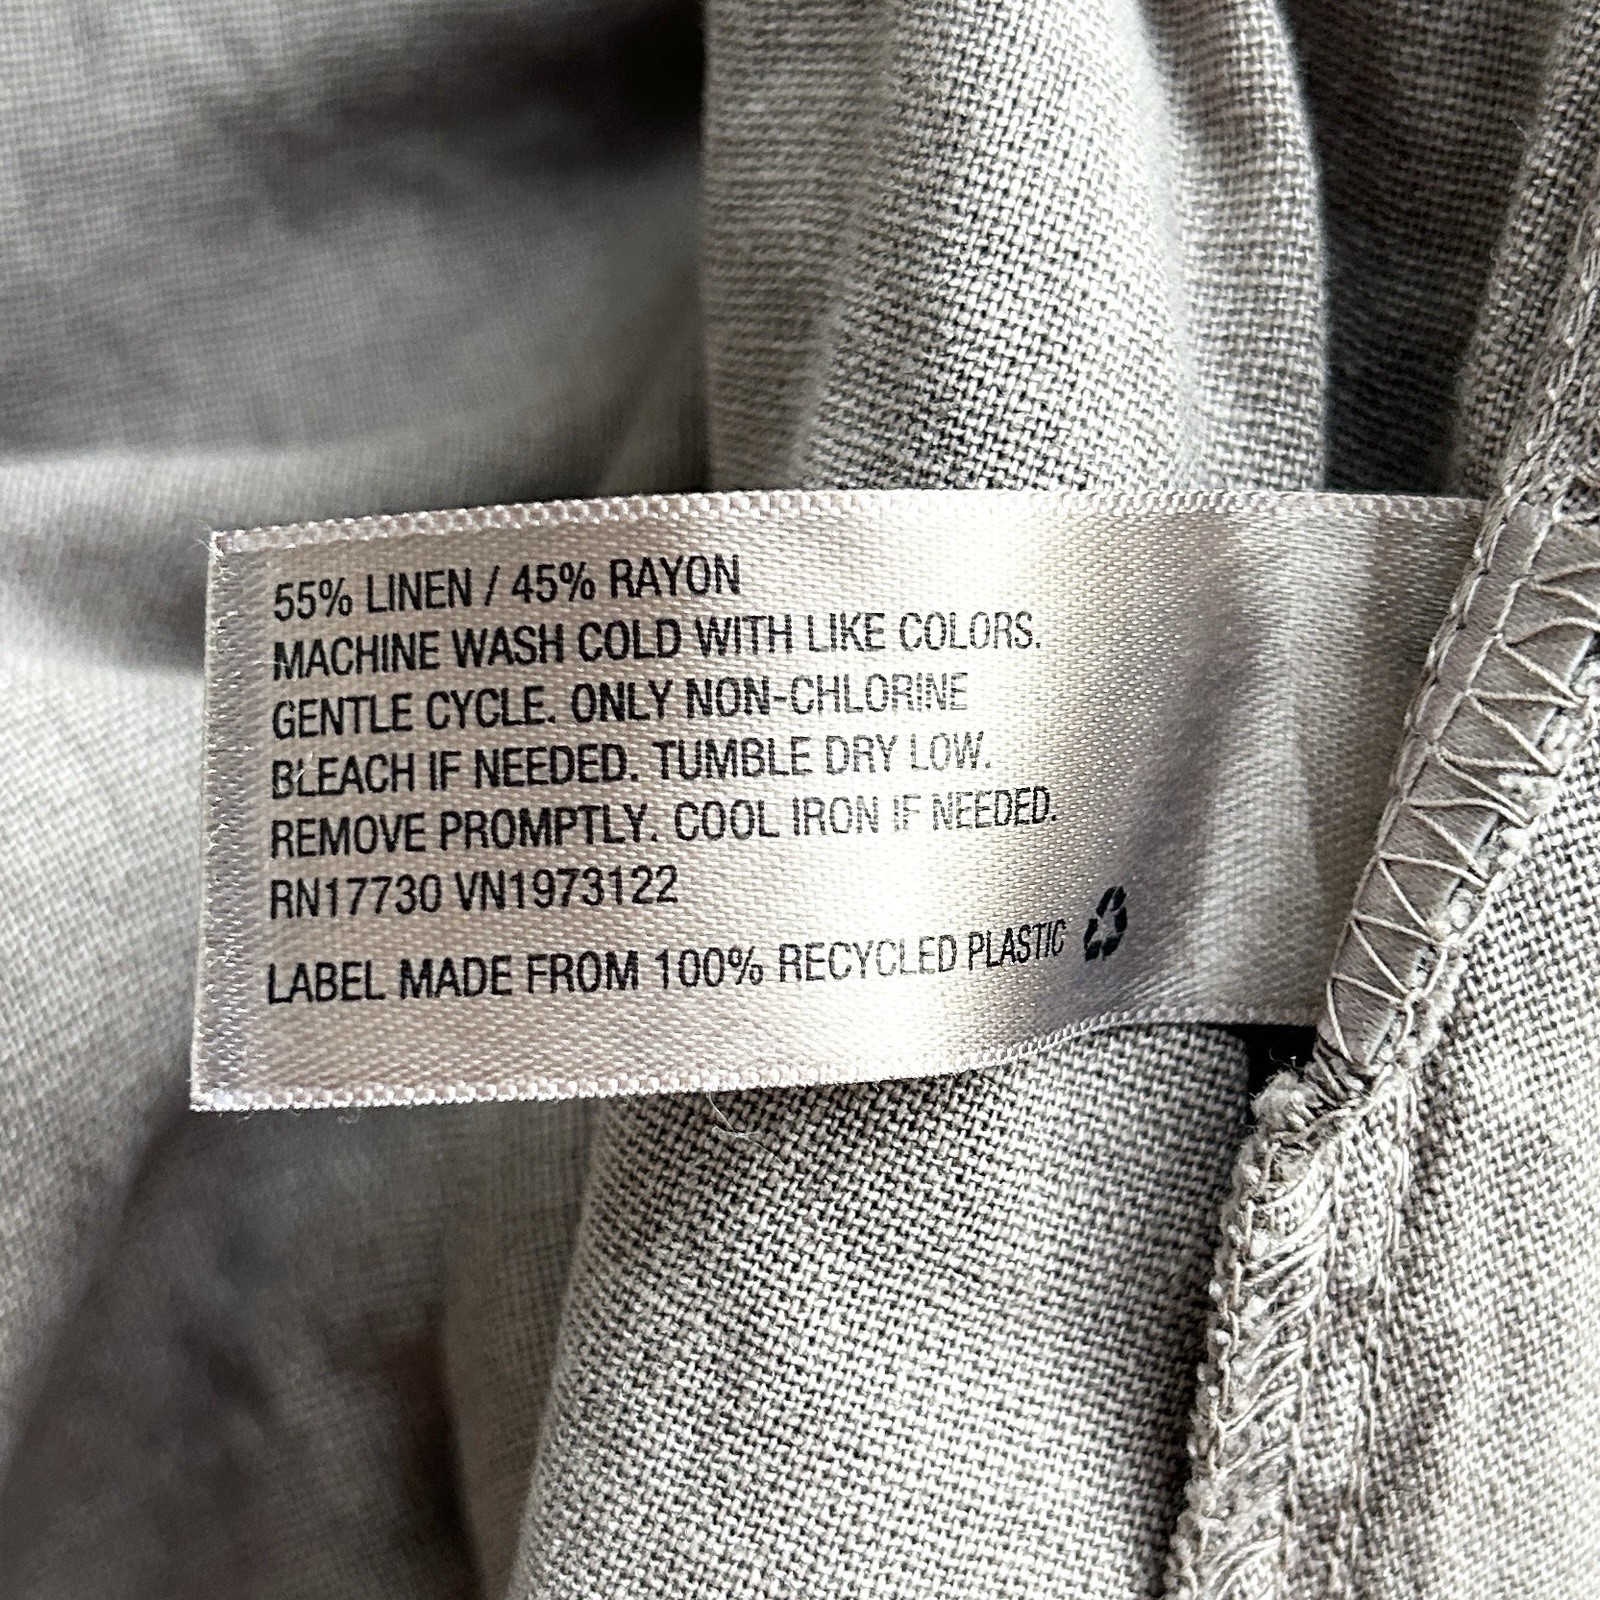 55% LINEN / 45% RAYON
MACHINE WASH COLD WITH LIKE COLORS.
GENTLE CYCLE. ONLY NON-CHLORINE
BLEACH IF NEEDED. TUMBLE DRY LOW.
REMOVE PROMPTLY. COOL IRON IF NEEDED.
RN17730 VN1973122
LABEL MADE FROM 100% RECYCLED PLASTIC